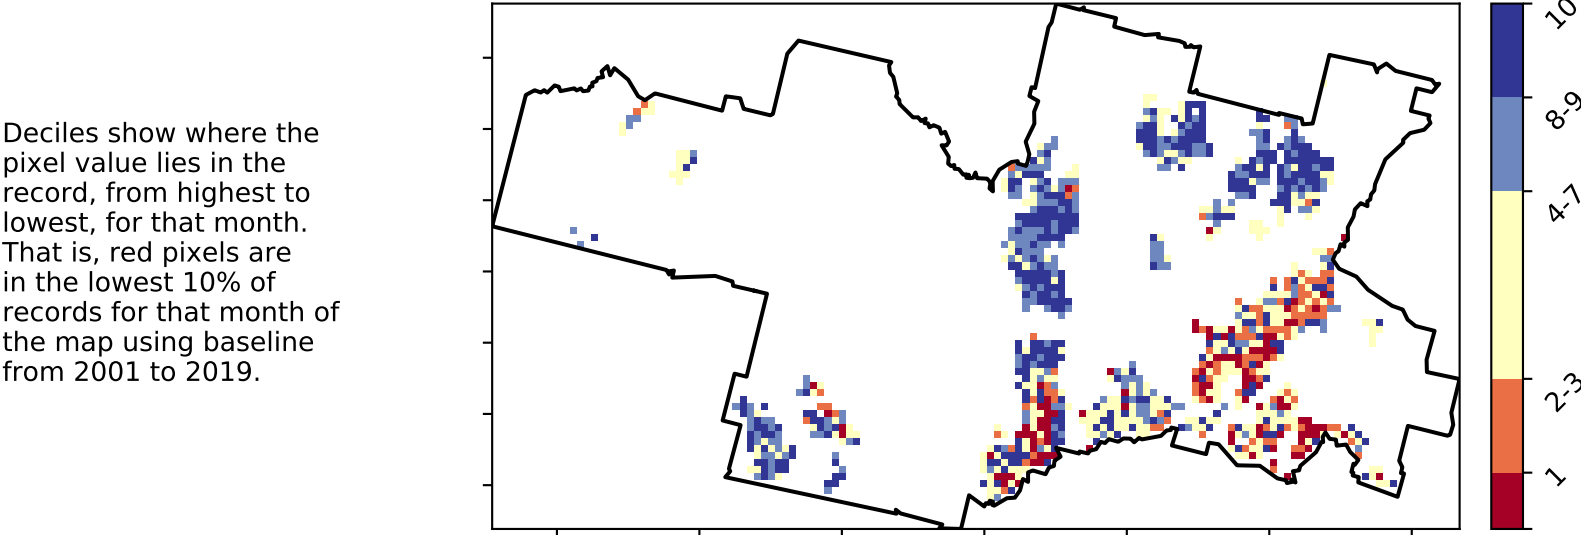 Deciles show where the
pixel value lies in the
record, from highest to
lowest, for that month.
That is, red pixels are
in the lowest 10% of
records for that month of
the map using baseline
from 2001 to 2019.
10
8-9
4-7
2-3
1